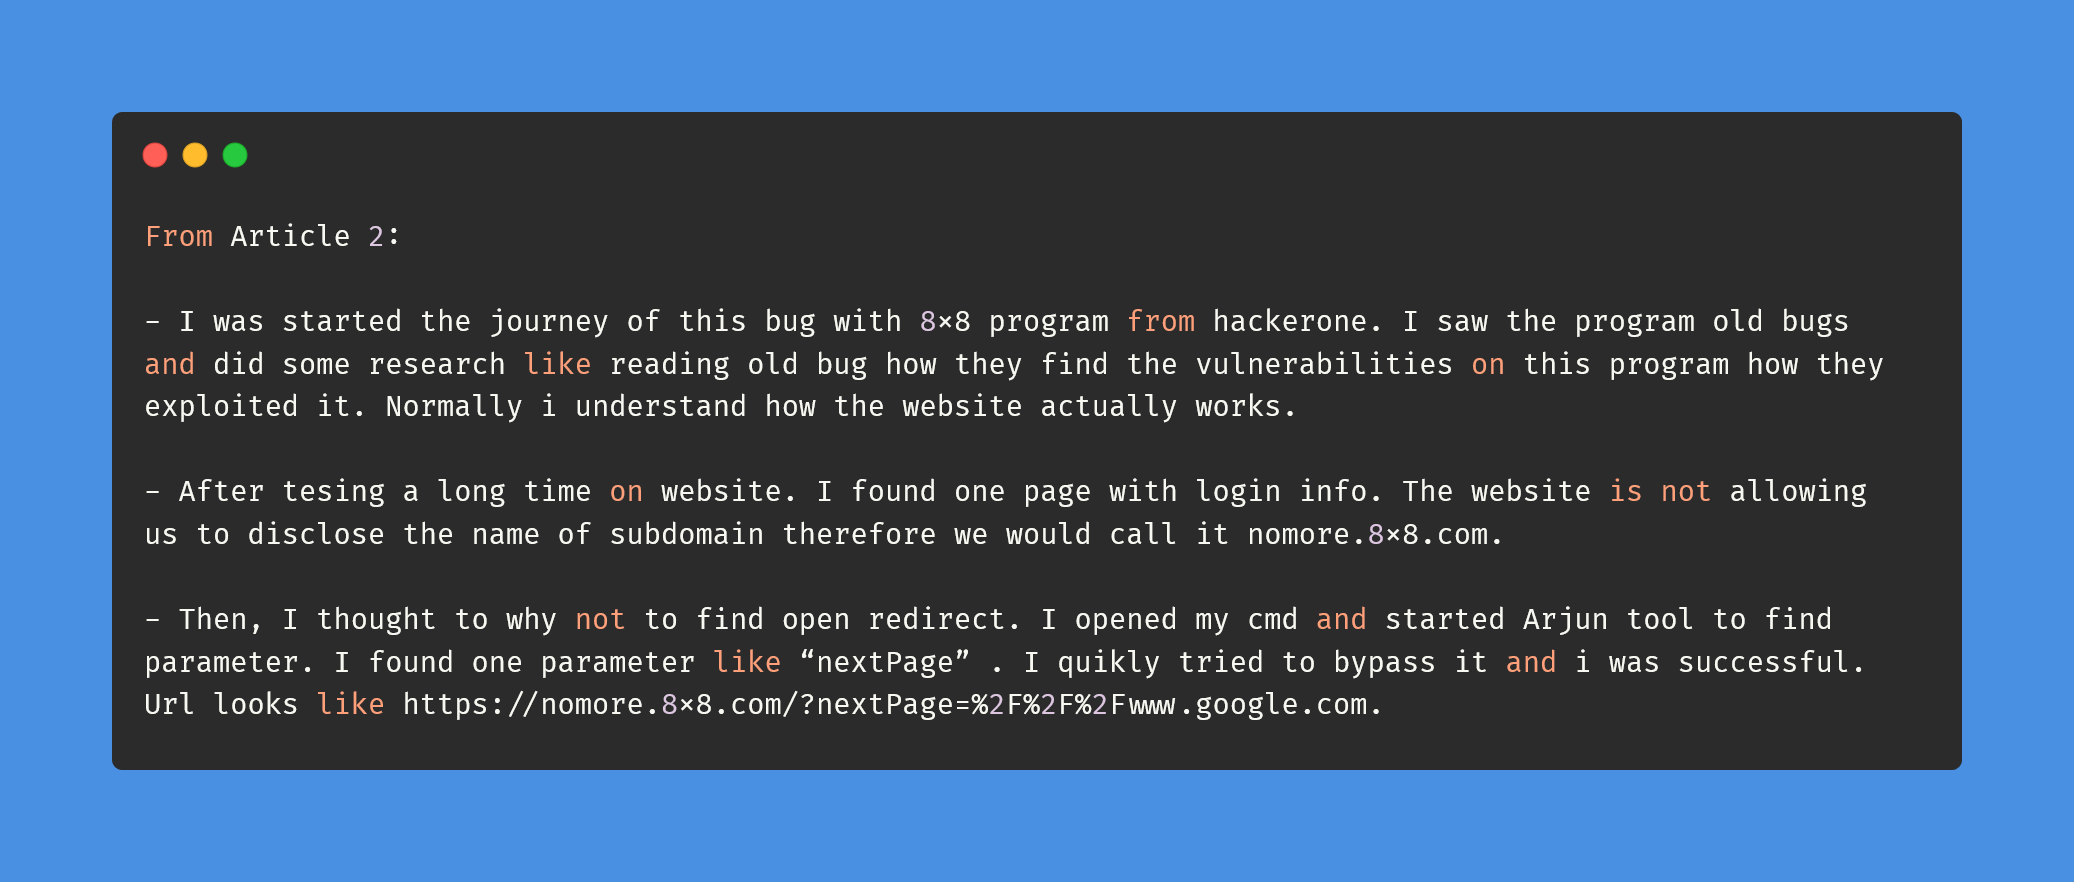 From Article 2:
- I was started the journey of this bug with 8×8 program from hackerone. I saw the program old bugs
and did some research like reading old bug how they find the vulnerabilities on this program how they
exploited it. Normally i understand how the website actually works.
- After tesing a long time on website. I found one page with login info. The website is not allowing
us to disclose the name of subdomain therefore we would call it nomore.8×8.com.
- Then, I thought to why not to find open redirect. I opened my cmd and started Arjun tool to find
parameter. I found one parameter like “nextPage” . I quikly tried to bypass it and i was successful.
Url looks like https://nomore.8×8.com/?nextPage=%2F%2F%2Fwww.google.com.